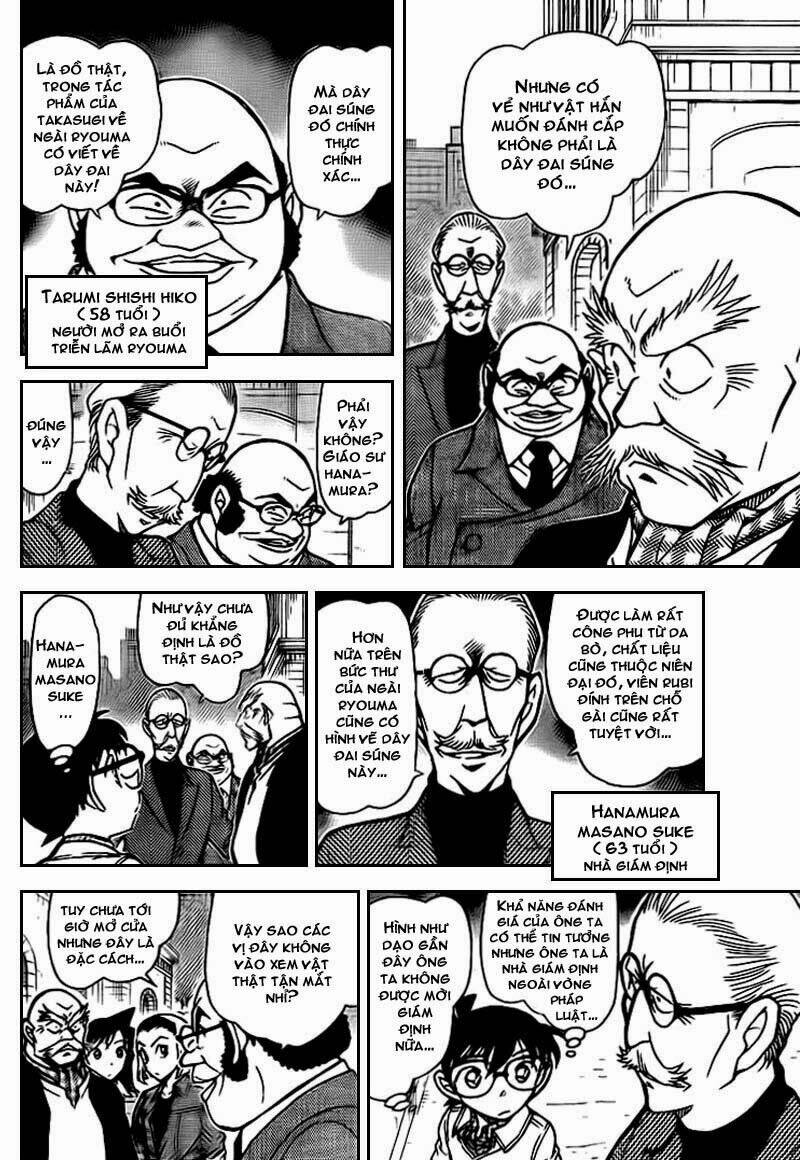 NHƯNG CÓ
VẺ NHƯ VẬT HẮN
MUỐN ĐÁNH CẮP
KHÔNG PHẢI LÀ
DÂY ĐAI SÚNG
ĐÓ...
MÀ DÂY
ĐAI SÚNG
ĐÓ CHÍNH
THỰC
CHÍNH
XÁC...
LÀ ĐỒ THẬT,
TRONG TÁC
PHẨM CỦA
TAKASUGI VỀ
NGÀI RYOUMA
CÓ VIẾT VỀ
DÂY ĐAI
NÀY!
TARUMI SHISHI HIKO
( 58 TUỔI )
NGƯỜI MỞ RA BUỔI
TRIỄN LÃM RYOUMA
PHẢI
VẬY
KHÔNG?
GIÁO SƯ
HANA-
MURA?
ĐÚNG
VẬY
...
ĐƯỢC LÀM RẤT
CÔNG PHU TỪ DA
BÒ, CHẤT LIỆU
CŨNG THUỘC NIÊN
ĐẠI ĐÓ, VIÊN RUBI
ĐÍNH TRÊN CHỖ
GÀI CŨNG RẤT
TUYỆT VỜI...
HƠN
NỮA TRÊN
BỨC THƯ
CỦA NGÀI
RYOUMA
CŨNG CÓ
HÌNH VẼ DÂY
ĐAI SÚNG
NÀY...
HANAMURA
MASANO SUKE
( 63 TUỔI )
NHÀ GIÁM ĐỊNH
NHƯ VẬY CHƯA
ĐỦ KHẲNG
ĐỊNH LÀ ĐỒ
THẬT SAO?
HANA-
MURA
MASANO
SUKE
...
KHẢ NĂNG ĐÁNH
GIÁ CỦA ÔNG TA
CÓ THỂ TIN TƯỞNG
NHƯNG ÔNG TA LÀ
NHÀ GIÁM ĐỊNH
NGOÀI VÒNG
PHÁP
LUẬT...
HÌNH NHƯ
DẠO GẦN
ĐÂY ÔNG
TA KHÔNG
ĐƯỢC MỜI
GIÁM
ĐỊNH
NỮA...
VẬY SAO CÁC
VỊ ĐÂY KHÔNG
VÀO XEM VẬT
THẬT TẬN MẮT
NHỈ?
TUY CHƯA TỚI
GIỜ MỞ CỬA
NHƯNG ĐÂY LÀ
ĐẶC CÁCH...